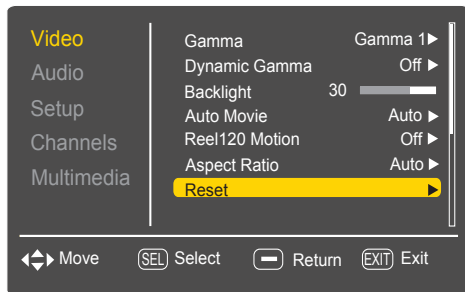 Video
Audio
Setup
Channels
Multimedia
Gamma Gamma 1
Dynamic Gamma Off
Backlight 30
Auto Movie Auto
Reel120 Motion Off
Aspect Ratio Auto
Reset
Move SEL Select Return EXIT Exit